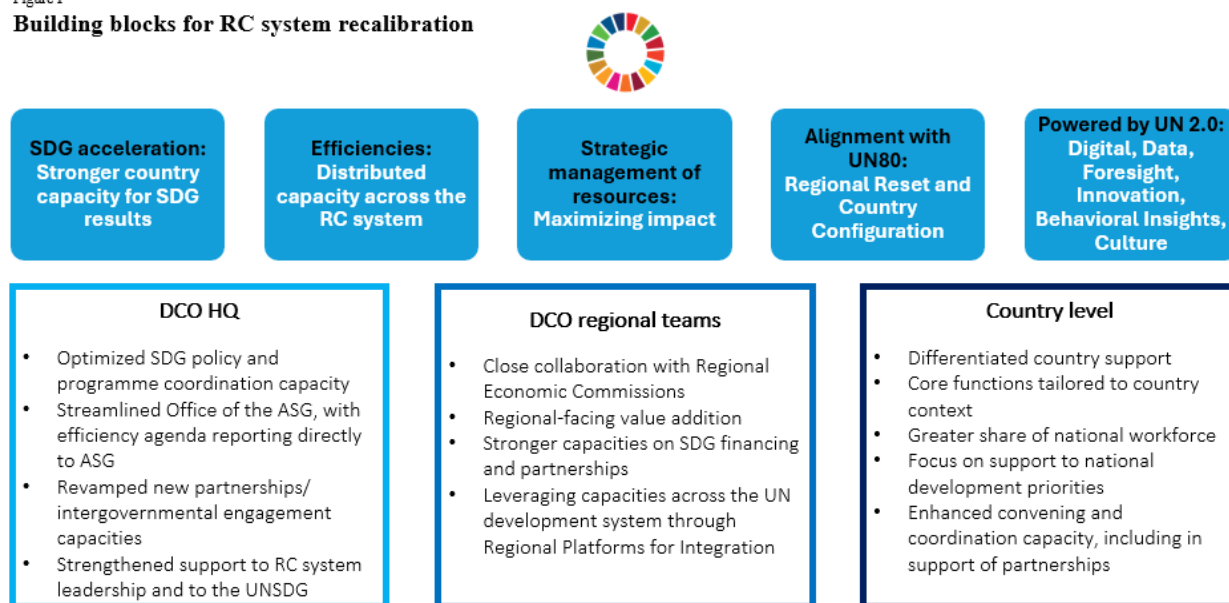 Figure 1
Building blocks for RC system recalibration
SDG acceleration:
Stronger country
capacity for SDG
results
Efficiencies:
Distributed
capacity across the
RC system
Strategic
management of
resources:
Maximizing impact
Alignment with
UN80:
Regional Reset and
Country
Configuration
Powered by UN 2.0:
Digital, Data,
Foresight,
Innovation,
Behavioral Insights,
Culture
DCO HQ
• Optimized SDG policy and
programme coordination capacity
• Streamlined Office of the ASG, with
efficiency agenda reporting directly
to ASG
• Revamped new partnerships/
intergovernmental engagement
capacities
• Strengthened support to RC system
leadership and to the UNSDG
DCO regional teams
• Close collaboration with Regional
Economic Commissions
• Regional-facing value addition
• Stronger capacities on SDG financing
and partnerships
• Leveraging capacities across the UN
development system through
Regional Platforms for Integration
Country level
• Differentiated country support
• Core functions tailored to country
context
• Greater share of national workforce
• Focus on support to national
development priorities
• Enhanced convening and
coordination capacity, including in
support of partnerships